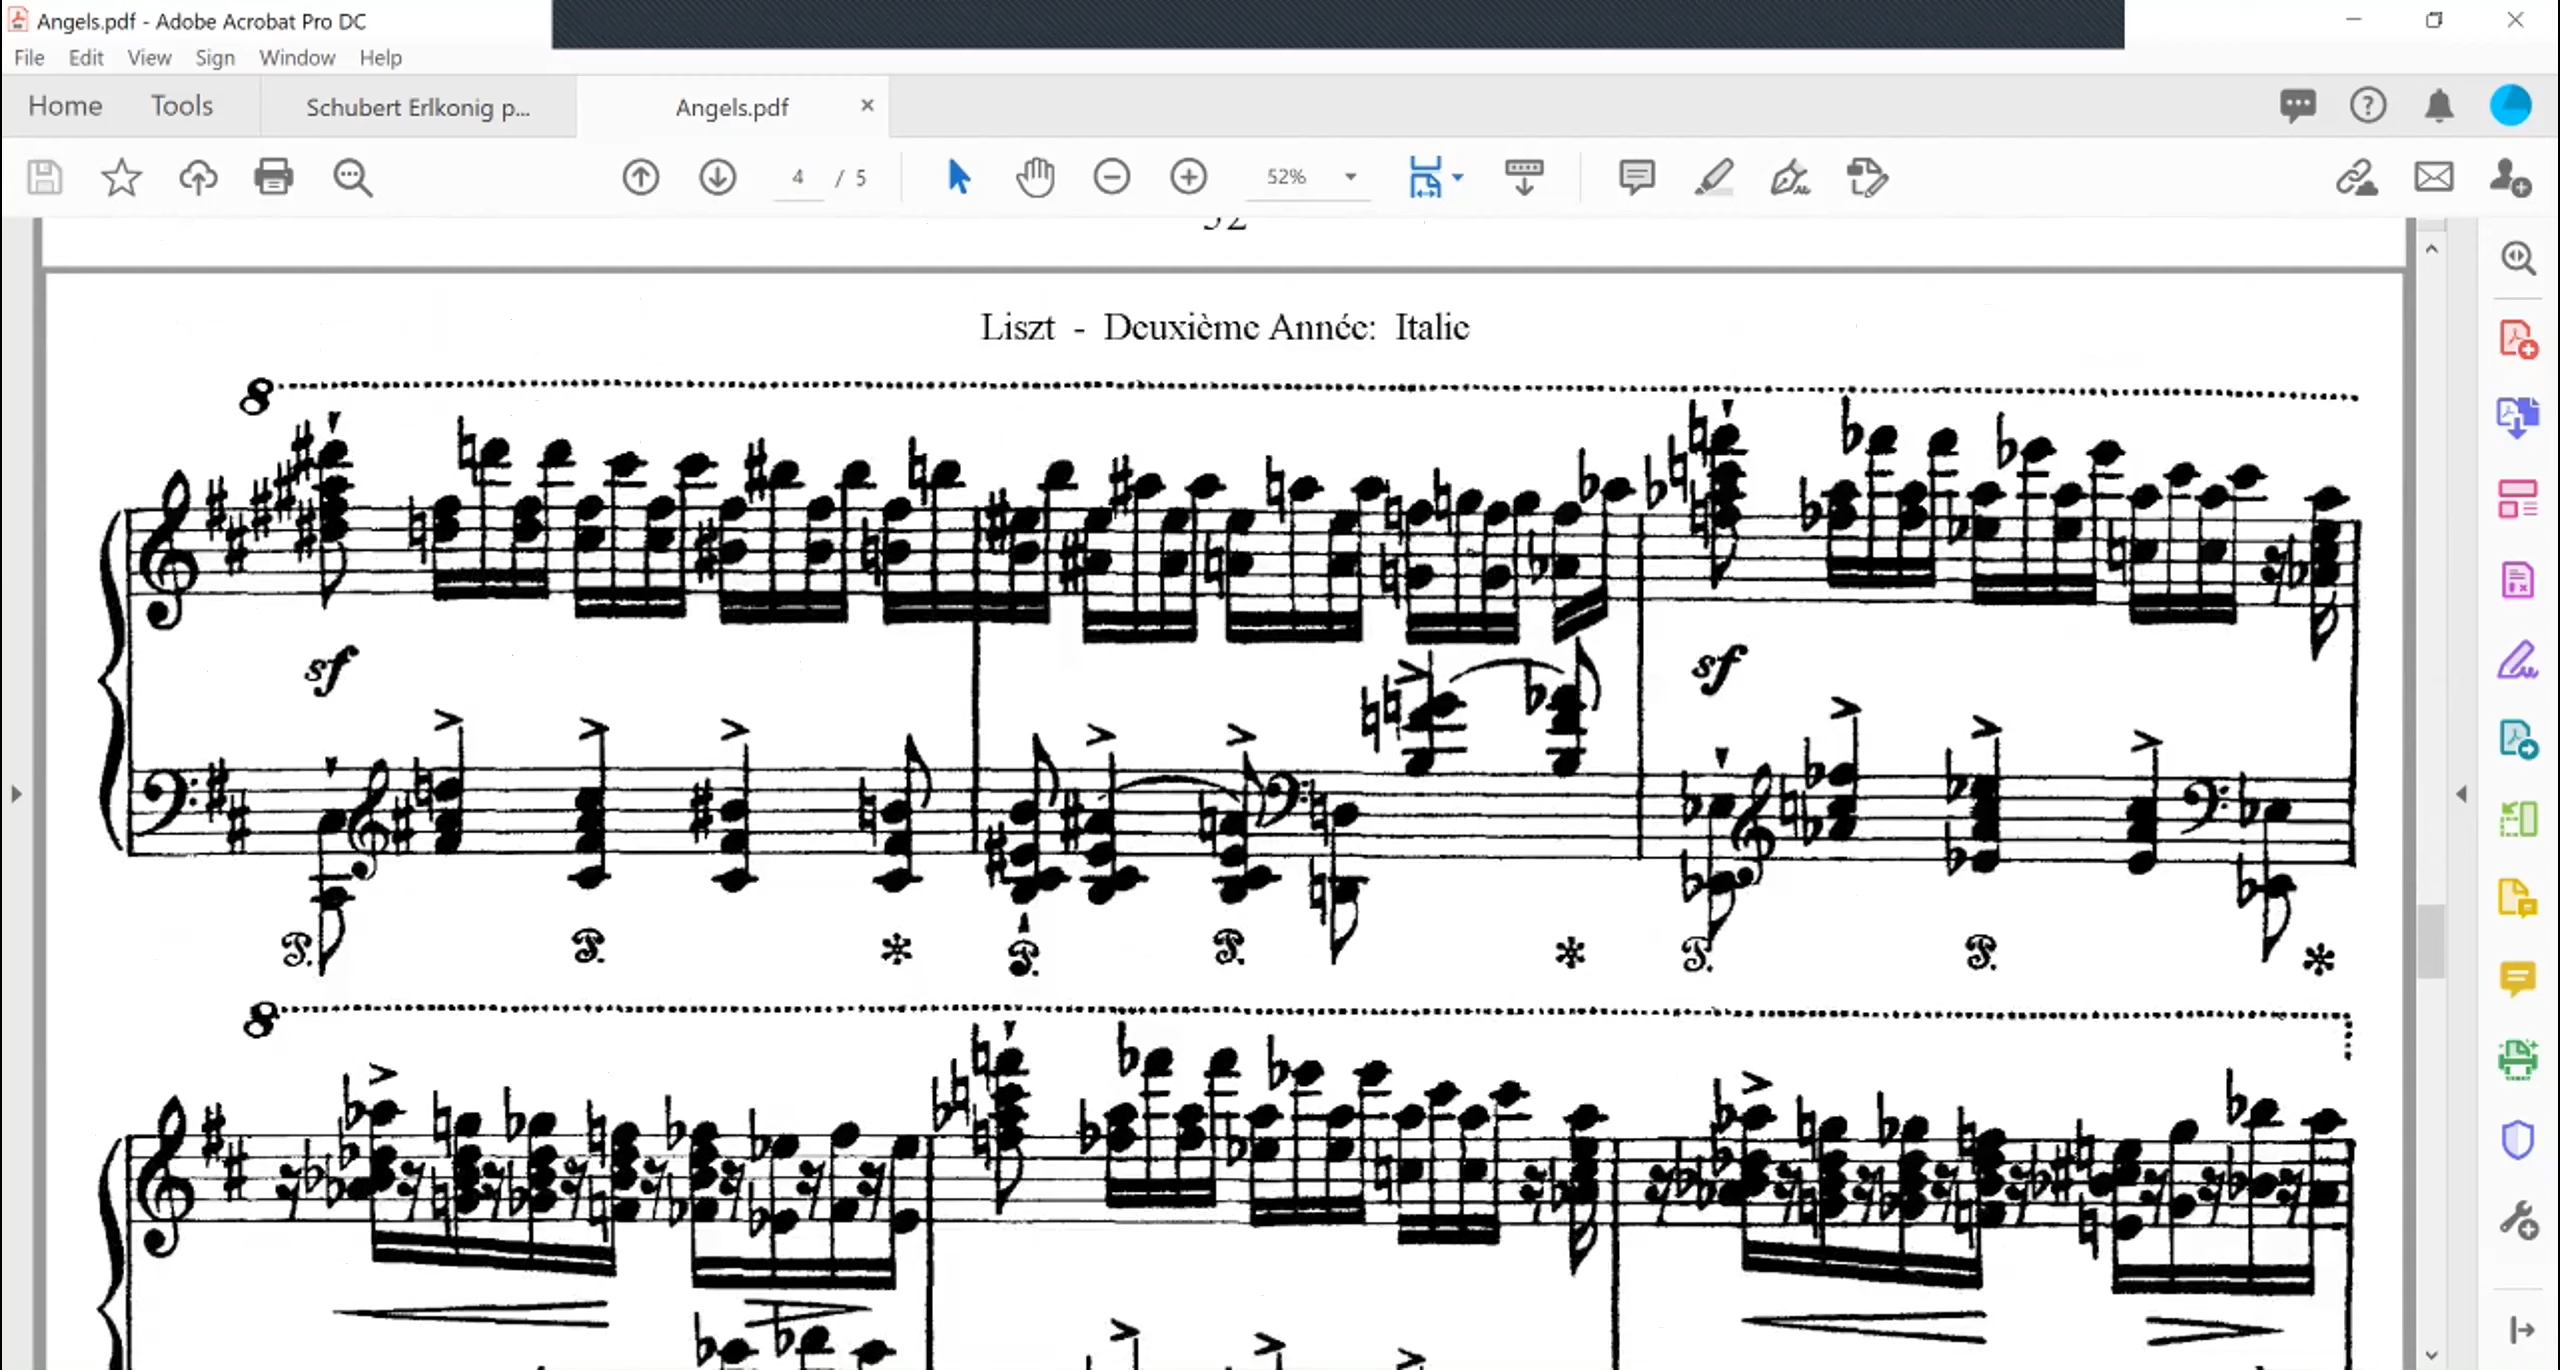 Angels.pdf - Adobe Acrobat Pro DC
File Edit View Sign Window Help
Home Tools Schubert Erlkonig p... Angels.pdf ×
4 / 5 52%
Liszt - Deuxième Année: Italie
8
sf sf
8